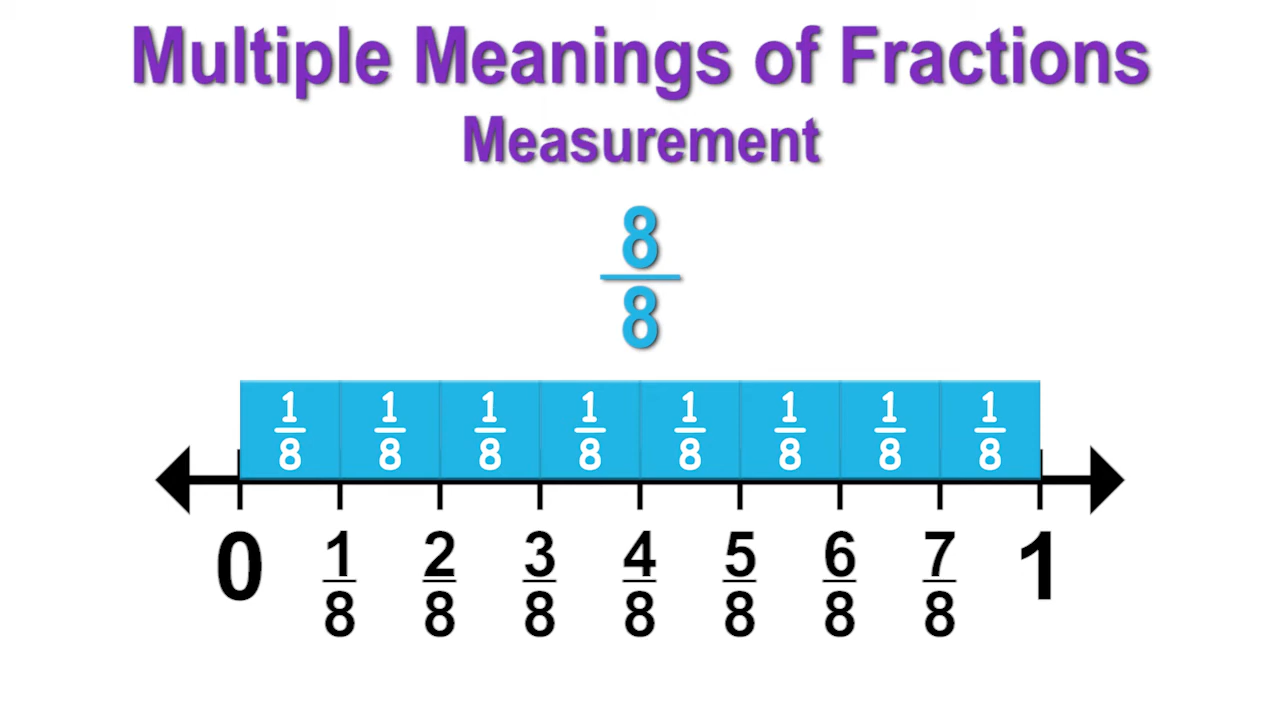 Multiple Meanings of Fractions
Measurement
8
8
1 1 1 1 1 1 1 1
8 8 8 8 8 8 8 8
0 1 2 3 4 5 6 7 1
8 8 8 8 8 8 8